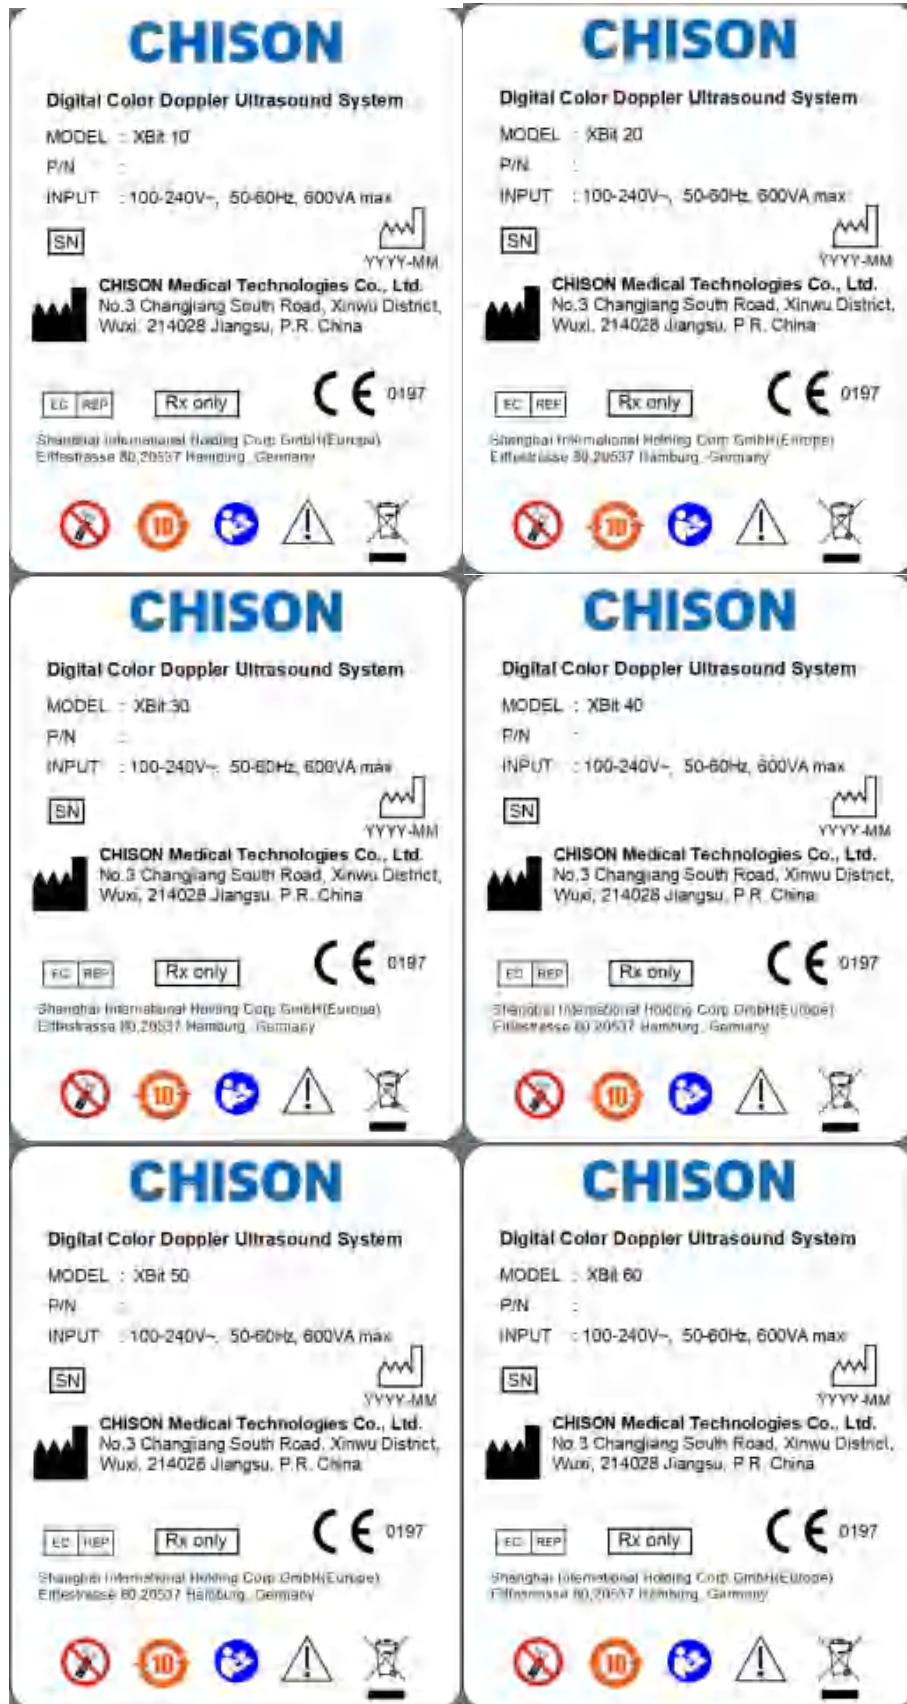 CHISON
Digital Color Doppler Ultrasound System
MODEL : XBit 10
P/N :
INPUT : 100-240V~, 50-60Hz, 600VA max
SN
YYYY-MM
CHISON Medical Technologies Co., Ltd.
No.3 Changjiang South Road, Xinwu District,
Wuxi, 214028 Jiangsu, P.R. China
EC REP
Rx only
CE 0197
Shanghai International Holding Corp. GmbH(Europe)
Eiffestrasse 80,20537 Hamburg, Germany
10
CHISON
Digital Color Doppler Ultrasound System
MODEL : XBit 20
P/N :
INPUT : 100-240V~, 50-60Hz, 600VA max
SN
YYYY-MM
CHISON Medical Technologies Co., Ltd.
No.3 Changjiang South Road, Xinwu District,
Wuxi, 214028 Jiangsu, P.R. China
EC REP
Rx only
CE 0197
Shanghai International Holding Corp. GmbH(Europe)
Eiffestrasse 80,20537 Hamburg, Germany
10
CHISON
Digital Color Doppler Ultrasound System
MODEL : XBit 30
P/N :
INPUT : 100-240V~, 50-60Hz, 600VA max
SN
YYYY-MM
CHISON Medical Technologies Co., Ltd.
No.3 Changjiang South Road, Xinwu District,
Wuxi, 214028 Jiangsu, P.R. China
EC REP
Rx only
CE 0197
Shanghai International Holding Corp. GmbH(Europe)
Eiffestrasse 80,20537 Hamburg, Germany
10
CHISON
Digital Color Doppler Ultrasound System
MODEL : XBit 40
P/N :
INPUT : 100-240V~, 50-60Hz, 600VA max
SN
YYYY-MM
CHISON Medical Technologies Co., Ltd.
No.3 Changjiang South Road, Xinwu District,
Wuxi, 214028 Jiangsu, P.R. China
EC REP
Rx only
CE 0197
Shanghai International Holding Corp. GmbH(Europe)
Eiffestrasse 80,20537 Hamburg, Germany
10
CHISON
Digital Color Doppler Ultrasound System
MODEL : XBit 50
P/N :
INPUT : 100-240V~, 50-60Hz, 600VA max
SN
YYYY-MM
CHISON Medical Technologies Co., Ltd.
No.3 Changjiang South Road, Xinwu District,
Wuxi, 214028 Jiangsu, P.R. China
EC REP
Rx only
CE 0197
Shanghai International Holding Corp. GmbH(Europe)
Eiffestrasse 80,20537 Hamburg, Germany
10
CHISON
Digital Color Doppler Ultrasound System
MODEL : XBit 60
P/N :
INPUT : 100-240V~, 50-60Hz, 600VA max
SN
YYYY-MM
CHISON Medical Technologies Co., Ltd.
No.3 Changjiang South Road, Xinwu District,
Wuxi, 214028 Jiangsu, P.R. China
EC REP
Rx only
CE 0197
Shanghai International Holding Corp. GmbH(Europe)
Eiffestrasse 80,20537 Hamburg, Germany
10